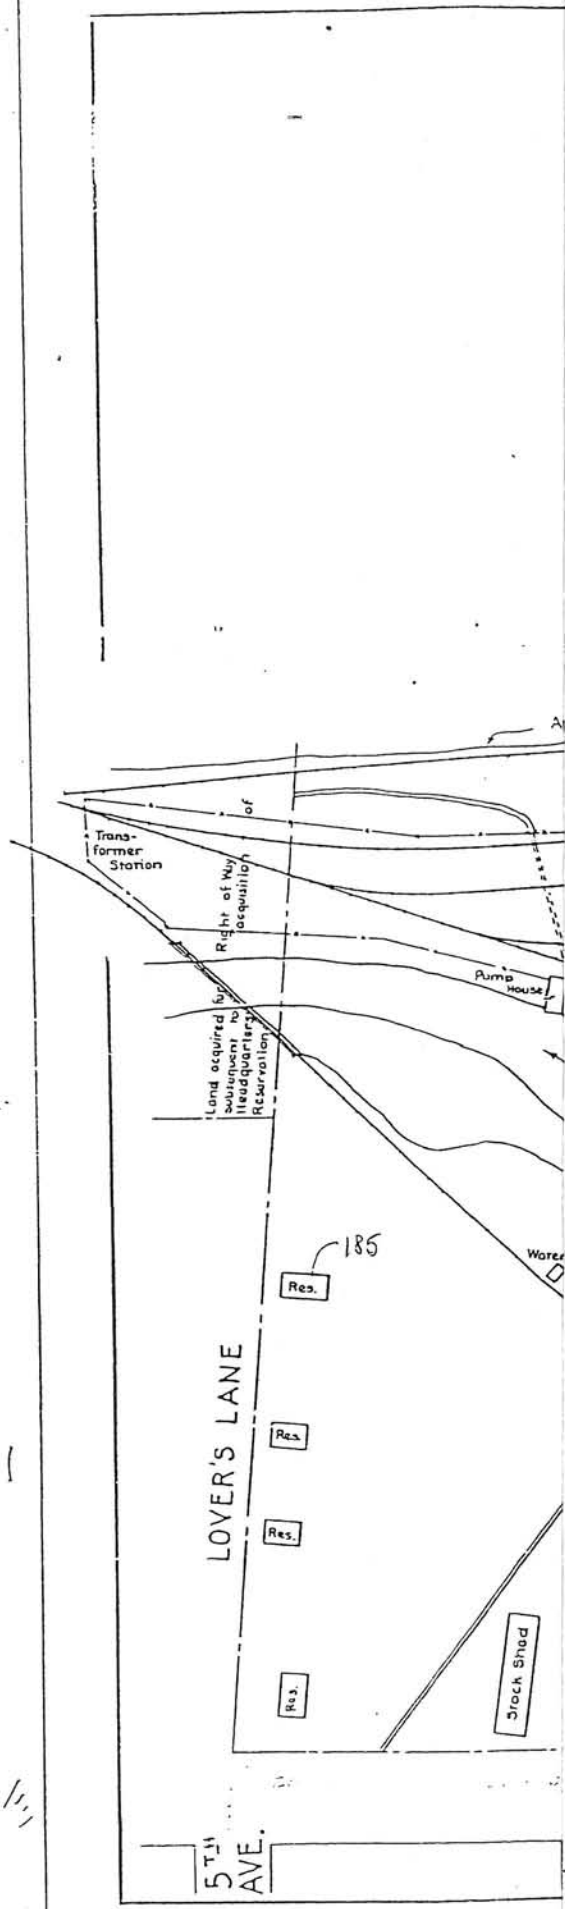 Trans-
former
Station
Right of Way
acquisition of
Land acquired for
subsequent to
Headquarters
Reservation
Pump
House
185
Res.
LOVER'S LANE
Res
Res.
Res.
Stock Shad
5TH
AVE.